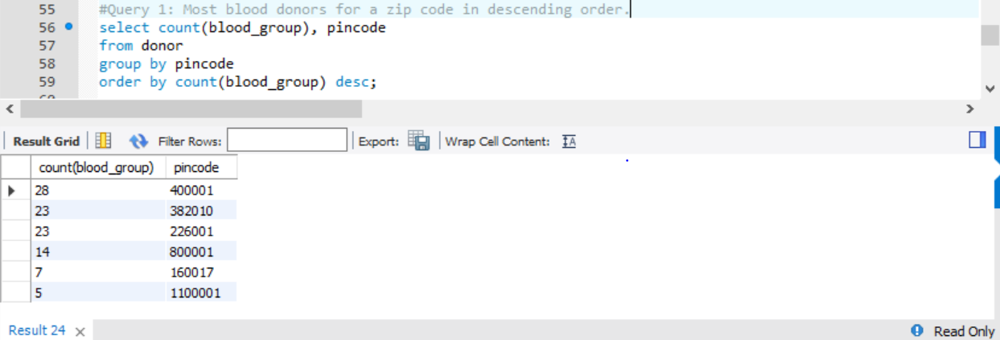 55 #Query 1: Most blood donors for a zip code in descending order.
56 select count(blood_group), pincode
57 from donor
58 group by pincode
59 order by count(blood_group) desc;
Result Grid Filter Rows: Export: Wrap Cell Content: IA
count(blood_group) pincode
28 400001
23 382010
23 226001
14 800001
7 160017
5 1100001
Result 24 × Read Only